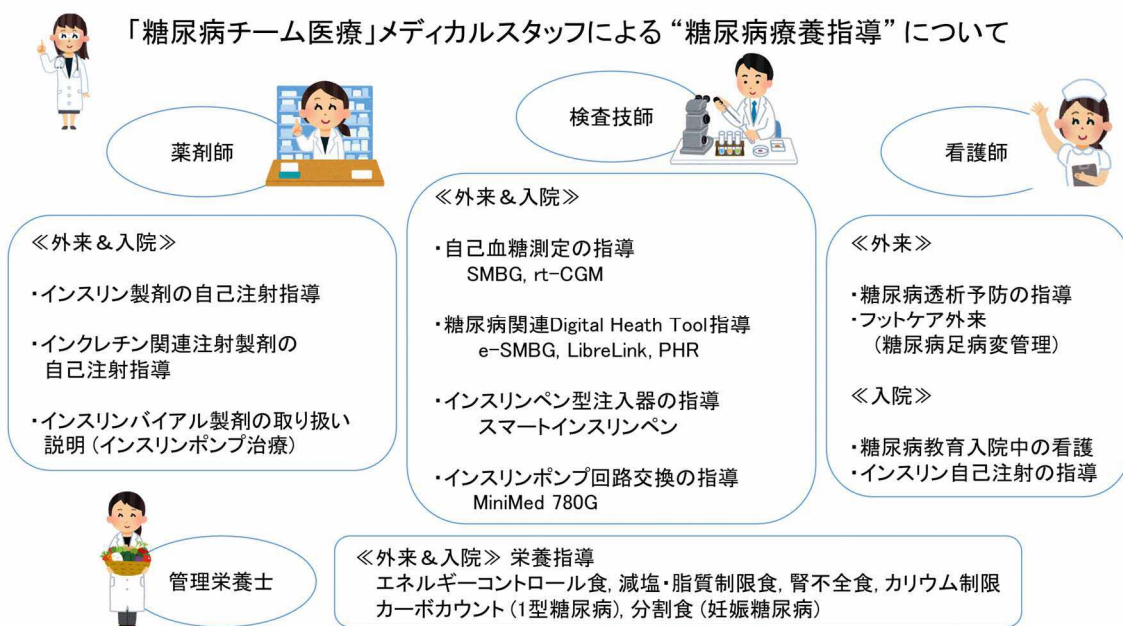 「糖尿病チーム医療」メディカルスタッフによる “糖尿病療養指導” について
薬剤師
≪外来&入院≫
・インスリン製剤の自己注射指導
・インクレチン関連注射製剤の
自己注射指導
・インスリンバイアル製剤の取り扱い
説明 (インスリンポンプ治療)
検査技師
≪外来&入院≫
・自己血糖測定の指導
SMBG, rt-CGM
・糖尿病関連Digital Heath Tool指導
e-SMBG, LibreLink, PHR
・インスリンペン型注入器の指導
スマートインスリンペン
・インスリンポンプ回路交換の指導
MiniMed 780G
看護師
≪外来≫
・糖尿病透析予防の指導
・フットケア外来
(糖尿病足病変管理)
≪入院≫
・糖尿病教育入院中の看護
・インスリン自己注射の指導
管理栄養士
≪外来&入院≫ 栄養指導
エネルギーコントロール食, 減塩・脂質制限食, 腎不全食, カリウム制限
カーボカウント (1型糖尿病), 分割食 (妊娠糖尿病)